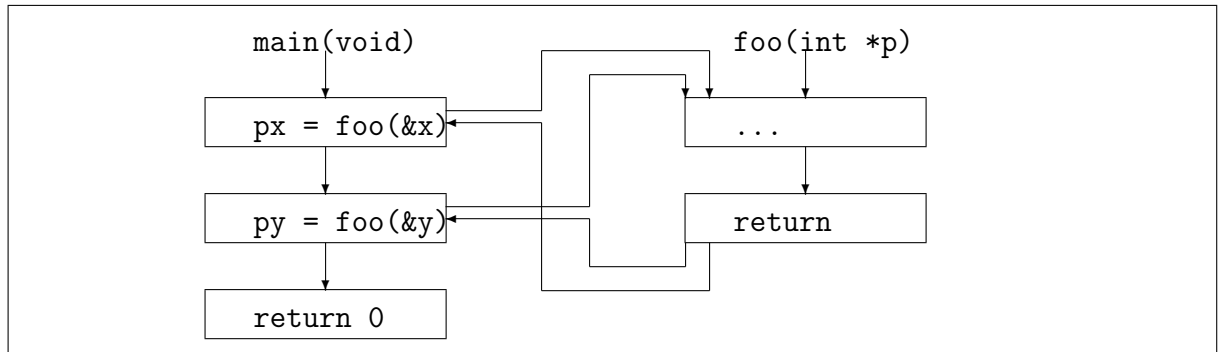 main(void)
foo(int *p)
px = foo(&x)
...
py = foo(&y)
return
return 0